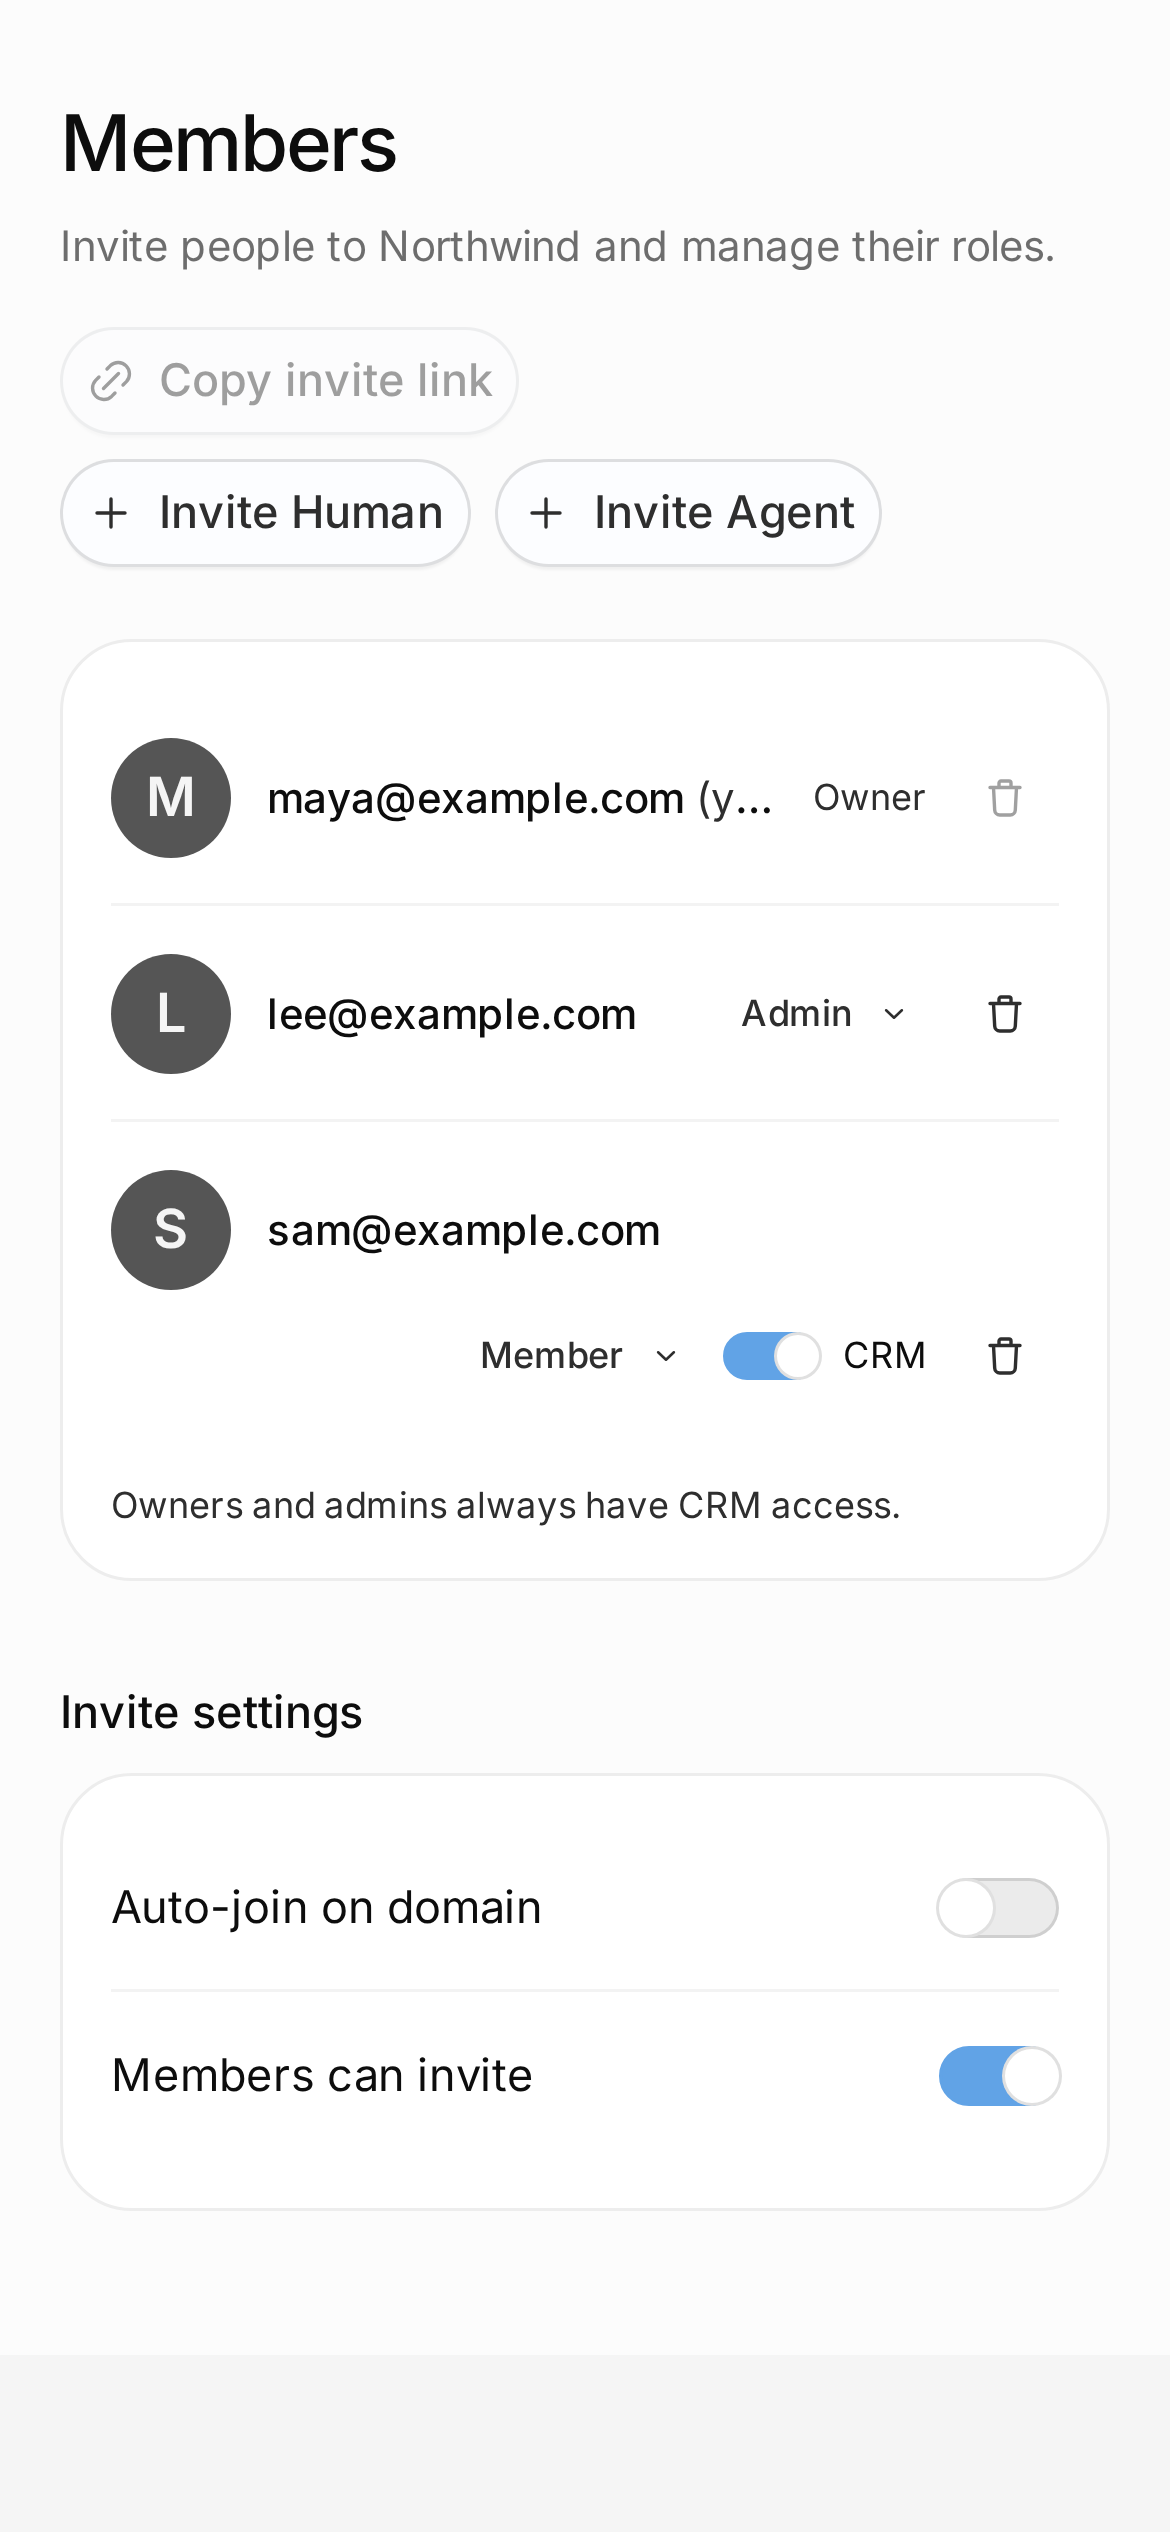 Members
Invite people to Northwind and manage their roles.
Copy invite link
Invite Human
Invite Agent
M
maya@example.com (y...
Owner
L
lee@example.com
Admin
S
sam@example.com
Member
CRM
Owners and admins always have CRM access.
Invite settings
Auto-join on domain
Members can invite